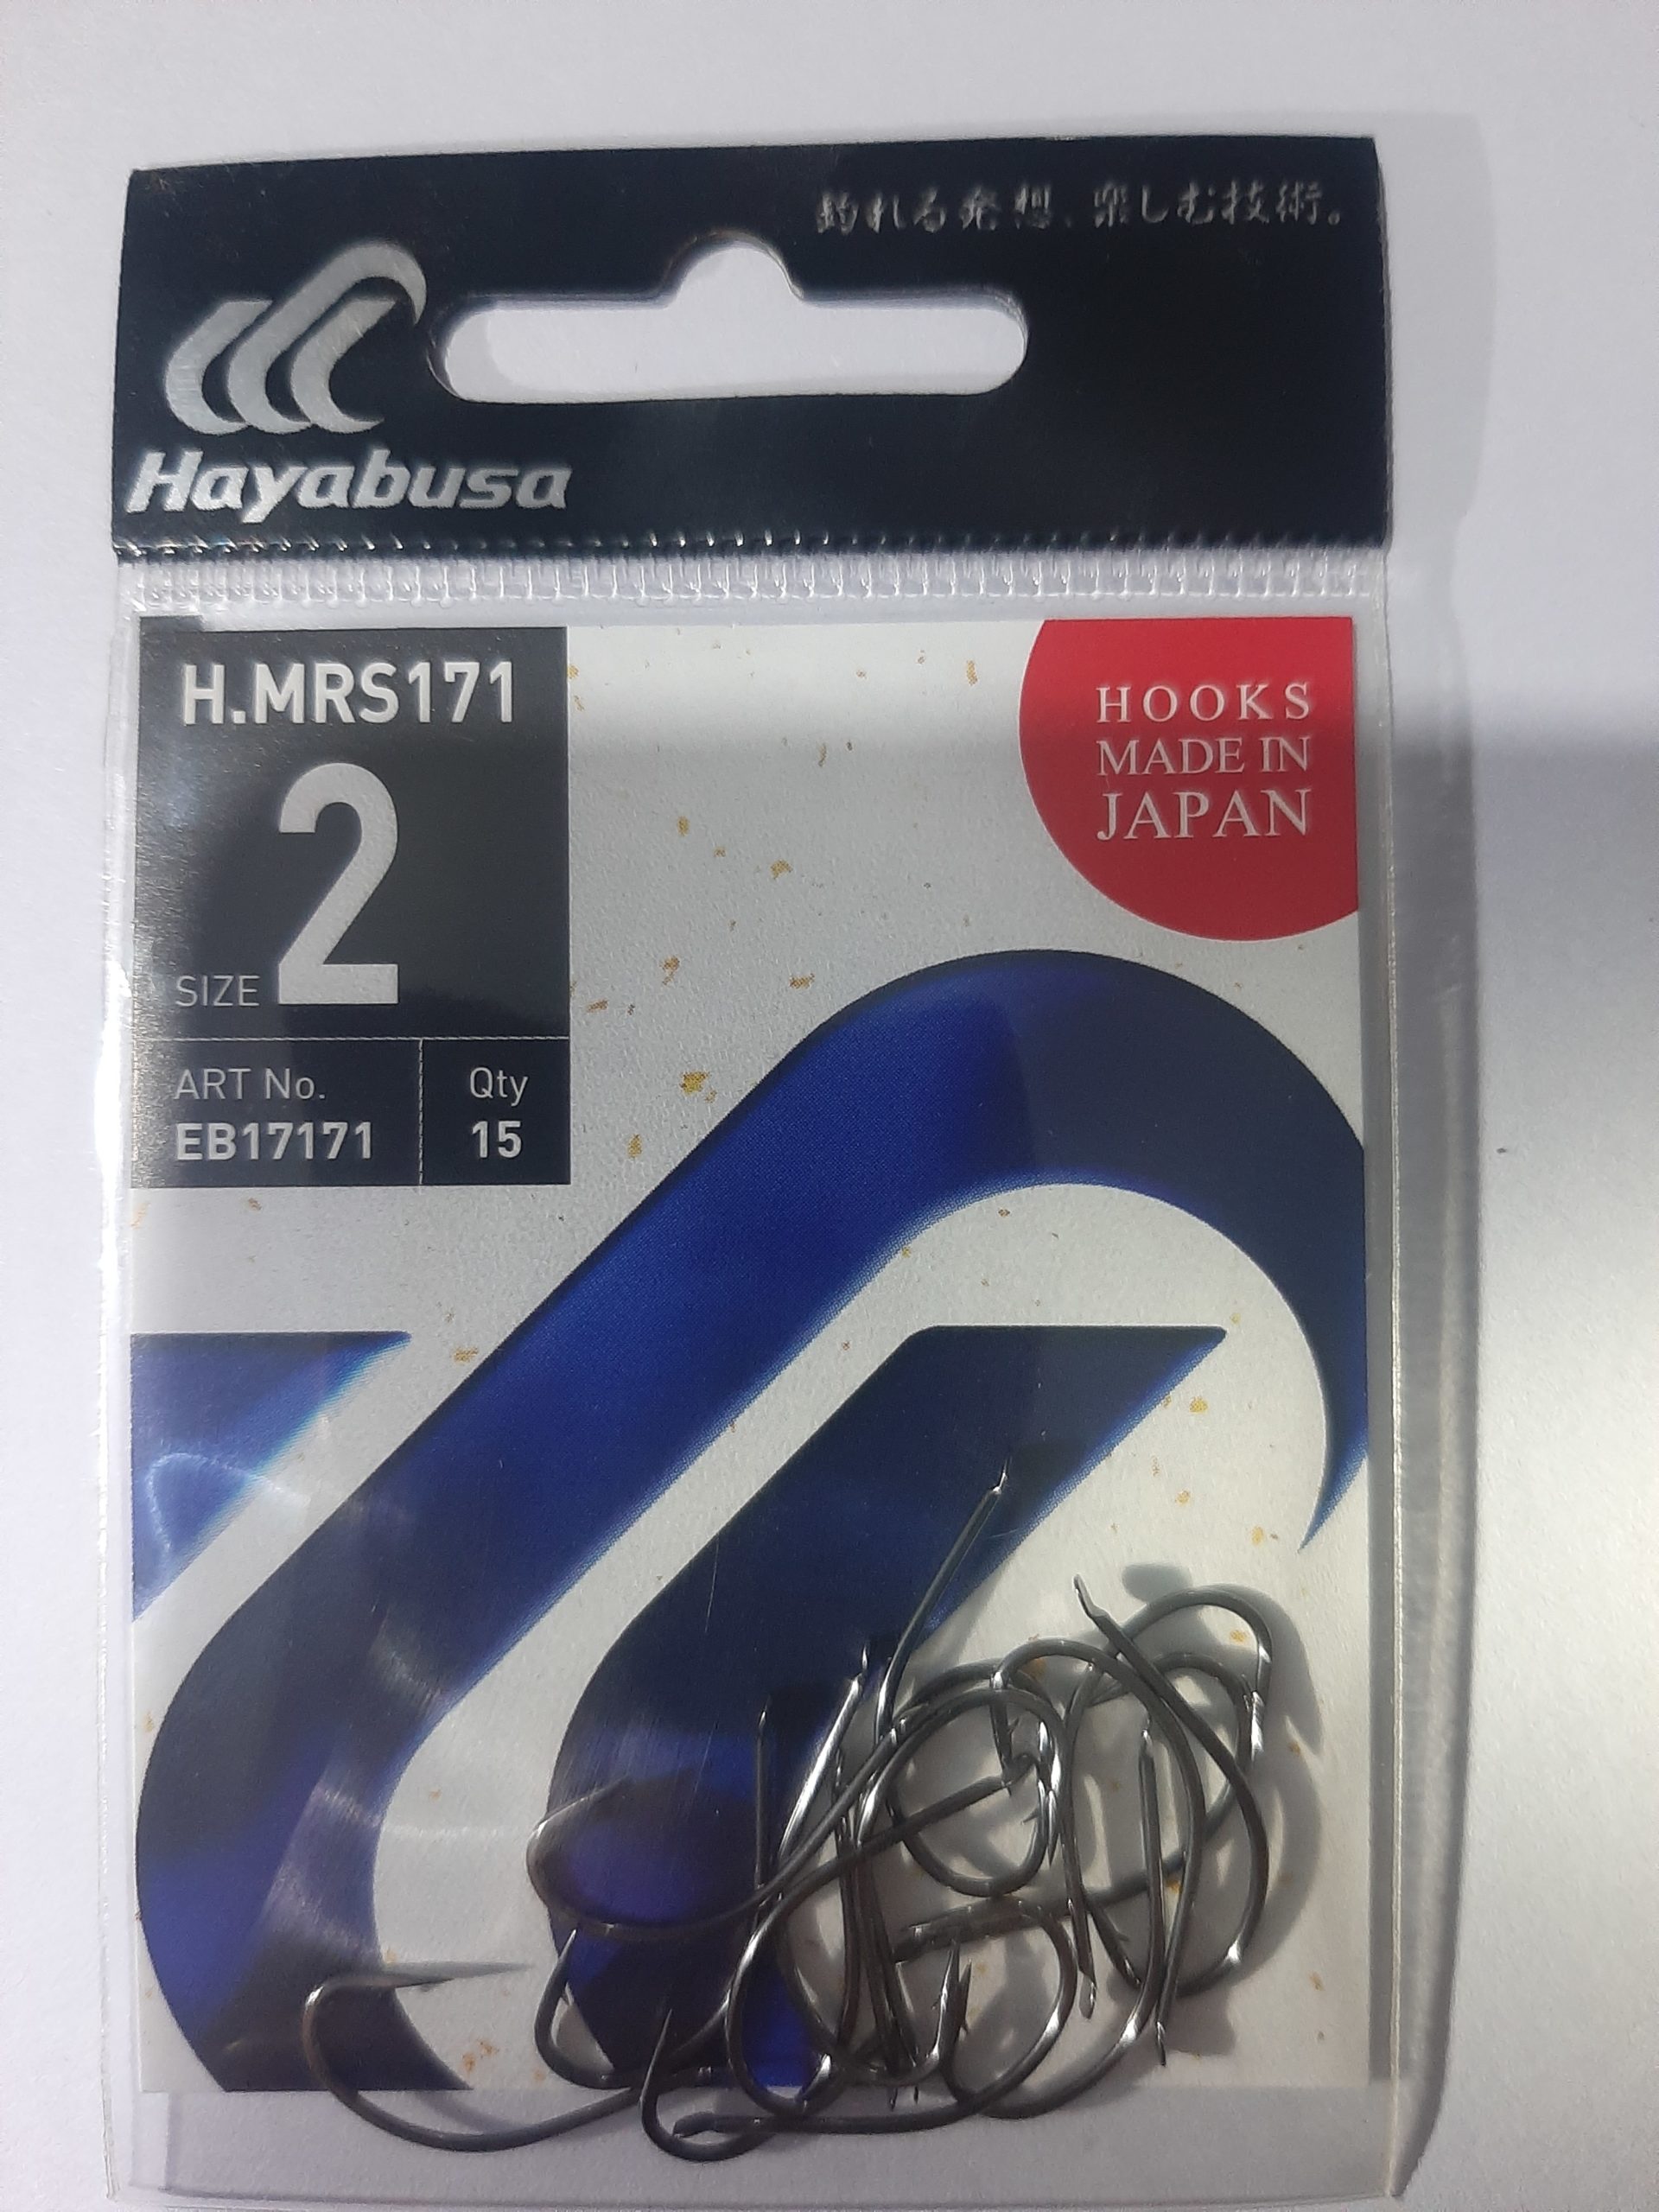 釣れる発想、楽しむ技術。
Hayabusa
H.MRS171
SIZE 2
ART No.
EB17171
Qty
15
HOOKS
MADE IN
JAPAN